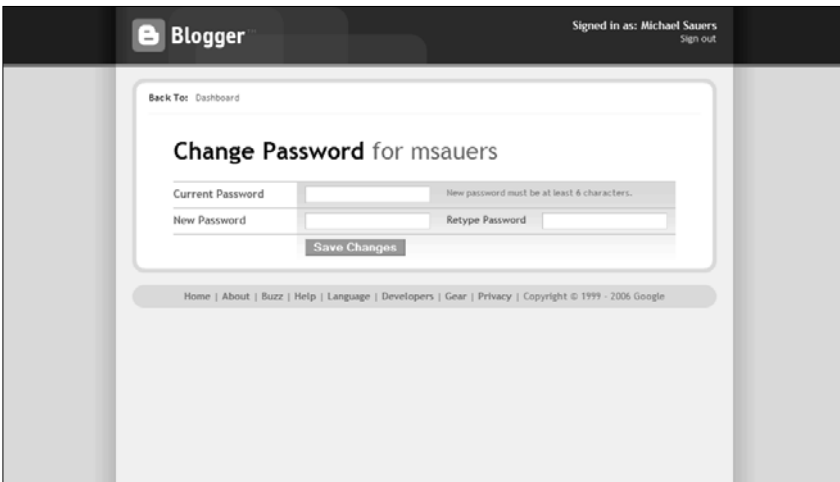 Blogger™
Signed in as: Michael Sauers
Sign out
Back To: Dashboard
Change Password for msauers
Current Password
New password must be at least 6 characters.
New Password
Retype Password
Save Changes
Home | About | Buzz | Help | Language | Developers | Gear | Privacy | Copyright © 1999 - 2006 Google